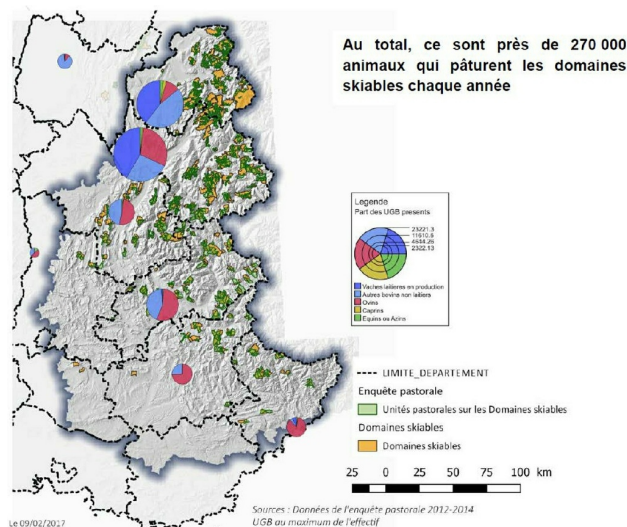 Au total, ce sont près de 270 000
animaux qui pâturent les domaines
skiables chaque année
Legende
Part des UGB presents
23221.3
11610.6
4644.26
2322.13
Vaches laitieres en production
Autres bovins non laitiers
Ovins
Caprins
Equins ou Azins
LIMITE_DEPARTEMENT
Enquête pastorale
Unités pastorales sur les Domaines skiables
Domaines skiables
Domaines skiables
25 0 25 50 75 100 km
Sources : Données de l'enquête pastorale 2012-2014
UGB au maximum de l'effectif
Le 09/02/2017